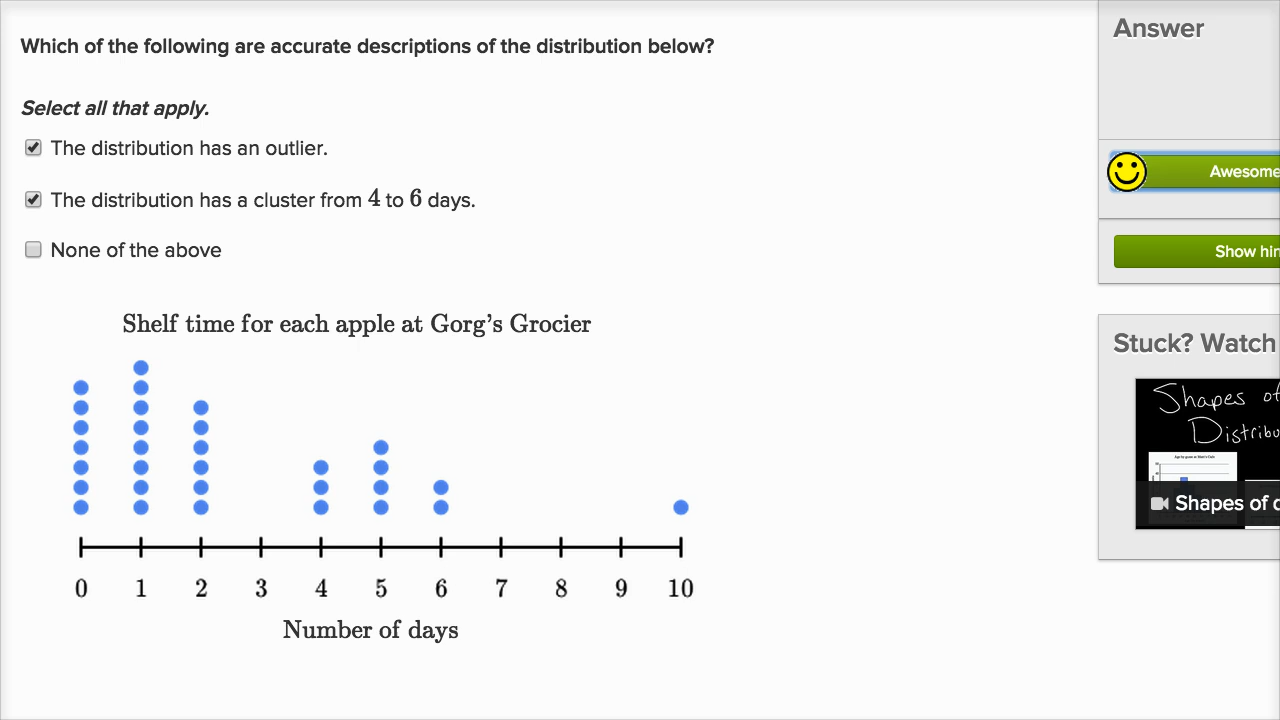 Which of the following are accurate descriptions of the distribution below?
Answer
Select all that apply.
The distribution has an outlier.
Awesome
The distribution has a cluster from 4 to 6 days.
None of the above
Show hin
Shelf time for each apple at Gorg's Grocier
Stuck? Watch
Shapes of
Distribu
Shapes of d
0 1 2 3 4 5 6 7 8 9 10
Number of days